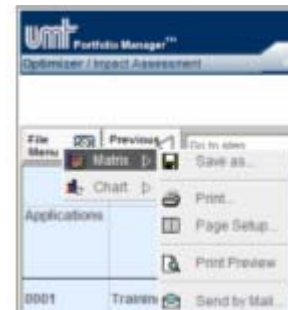 umt Portfolio Manager™
Optimizer / Impact Assessment
File Menu
Previous
Go to step
Matrix
Save as...
Chart
Print...
Applications
Page Setup...
Print Preview
0001
Training
Send by Mail...